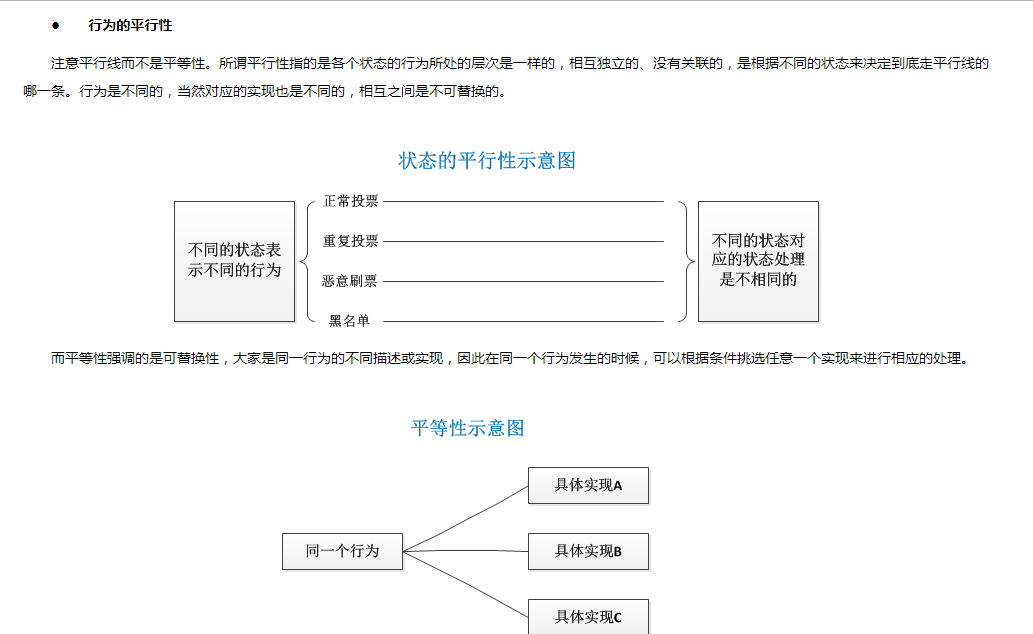 ● 行为的平行性
注意平行线而不是平等性。所谓平行性指的是各个状态的行为所处的层次是一样的，相互独立的、没有关联的，是根据不同的状态来决定到底走平行线的
哪一条。行为是不同的，当然对应的实现也是不同的，相互之间是不可替换的。
状态的平行性示意图
不同的状态表
示不同的行为
正常投票
重复投票
恶意刷票
黑名单
不同的状态对
应的状态处理
是不相同的
而平等性强调的是可替换性，大家是同一行为的不同描述或实现，因此在同一个行为发生的时候，可以根据条件挑选任意一个实现来进行相应的处理。
平等性示意图
同一个行为
具体实现A
具体实现B
具体实现C